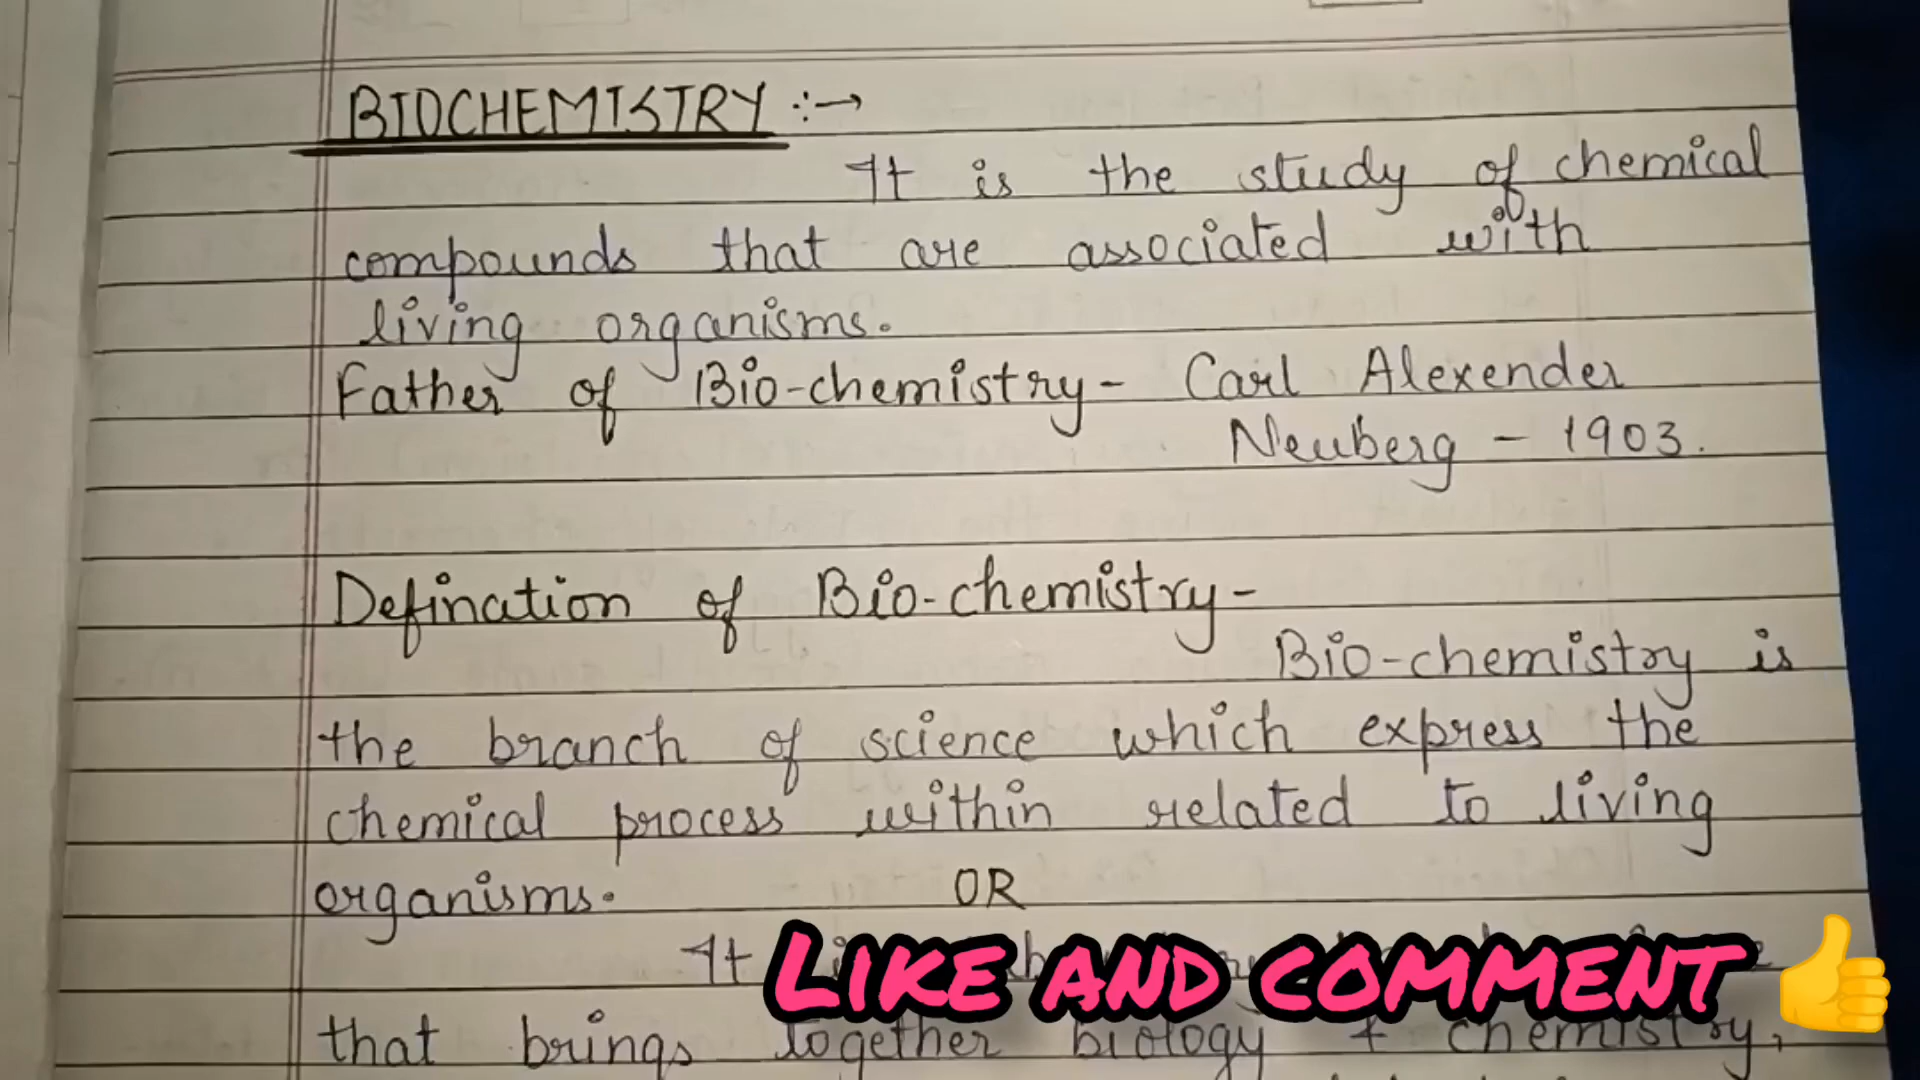 BIOCHEMISTRY :→
It is the study of chemical
compounds that are associated with
living organisms.
Father of Bio-chemistry - Carl Alexender
Neuberg - 1903.
Defination of Bio-chemistry -
Bio-chemistry is
the branch of science which express the
chemical process within related to living
organisms. OR
It
LIKE AND COMMENT 👍
that brings together biology + chemistry,